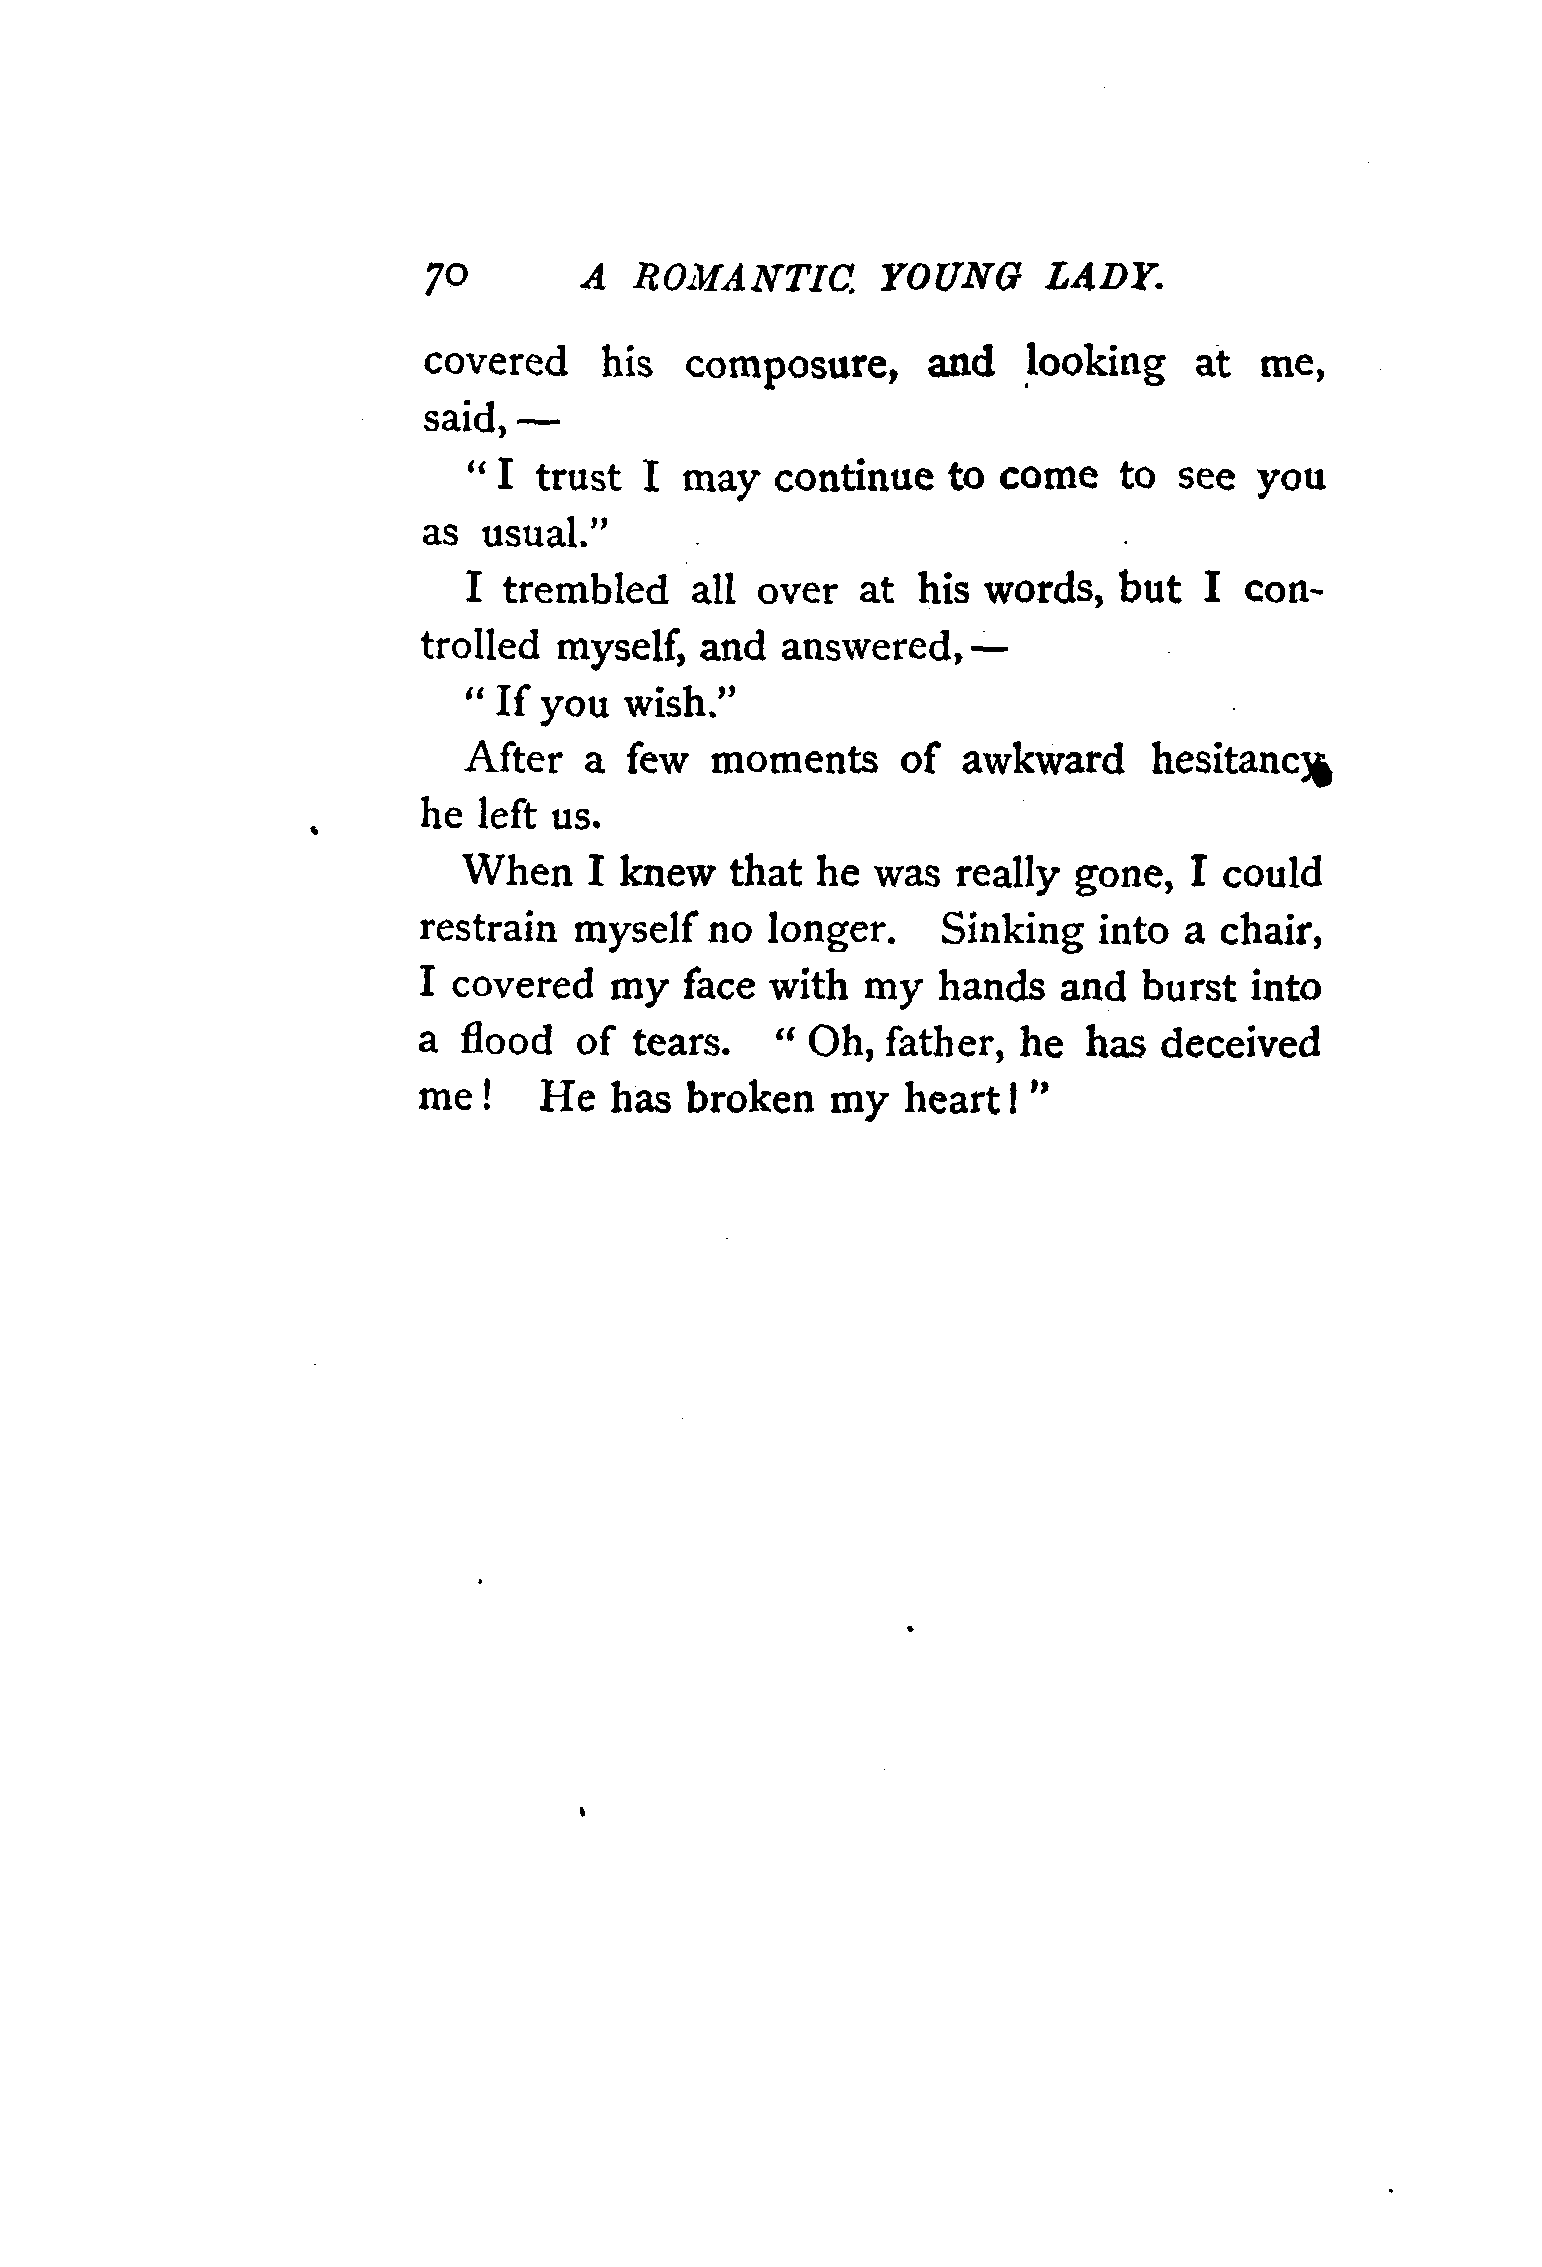 70 A ROMANTIC YOUNG LADY.
covered his composure, and looking at me,
said, —
" I trust I may continue to come to see you
as usual."
I trembled all over at his words, but I con-
trolled myself, and answered, —
" If you wish."
After a few moments of awkward hesitancy
he left us.
When I knew that he was really gone, I could
restrain myself no longer. Sinking into a chair,
I covered my face with my hands and burst into
a flood of tears. " Oh, father, he has deceived
me ! He has broken my heart ! "